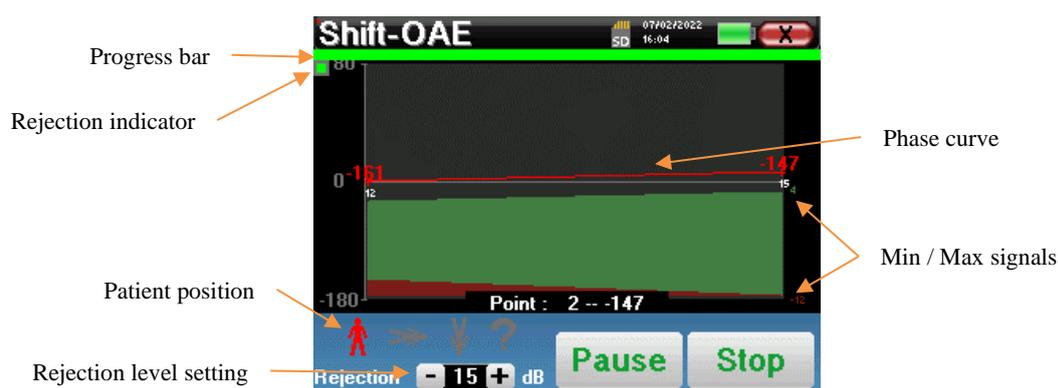 Shift-OAE
SD
07/02/2022
16:04
X
Progress bar
80
Rejection indicator
Phase curve
-161
-147
0
12
15
4
Min / Max signals
Patient position
-180
-12
Point : 2 -- -147
?
Rejection level setting
Rejection - 15 + dB
Pause
Stop